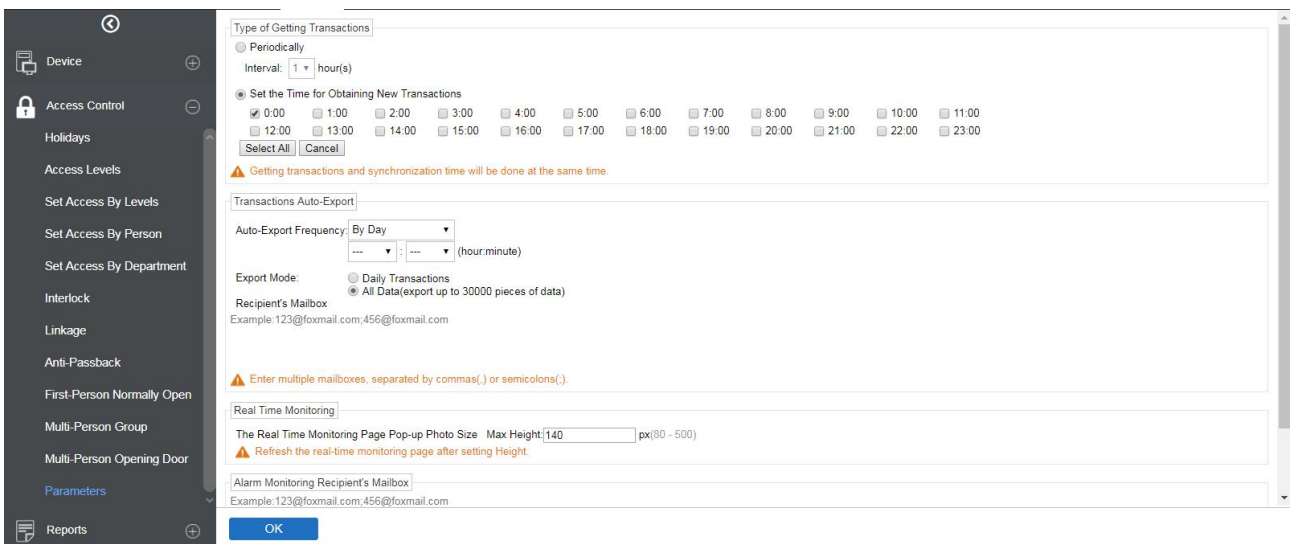 Device
Access Control
Holidays
Access Levels
Set Access By Levels
Set Access By Person
Set Access By Department
Interlock
Linkage
Anti-Passback
First-Person Normally Open
Multi-Person Group
Multi-Person Opening Door
Parameters
Reports
Type of Getting Transactions
Periodically
Interval: 1 hour(s)
Set the Time for Obtaining New Transactions
0:00 1:00 2:00 3:00 4:00 5:00 6:00 7:00 8:00 9:00 10:00 11:00
12:00 13:00 14:00 15:00 16:00 17:00 18:00 19:00 20:00 21:00 22:00 23:00
Select All Cancel
Getting transactions and synchronization time will be done at the same time.
Transactions Auto-Export
Auto-Export Frequency: By Day
--- : --- (hour:minute)
Export Mode: Daily Transactions
All Data(export up to 30000 pieces of data)
Recipient's Mailbox
Example:123@foxmail.com;456@foxmail.com
Enter multiple mailboxes, separated by commas(,) or semicolons(;).
Real Time Monitoring
The Real Time Monitoring Page Pop-up Photo Size Max Height:140 px(80 - 500)
Refresh the real-time monitoring page after setting Height.
Alarm Monitoring Recipient's Mailbox
Example:123@foxmail.com;456@foxmail.com
OK